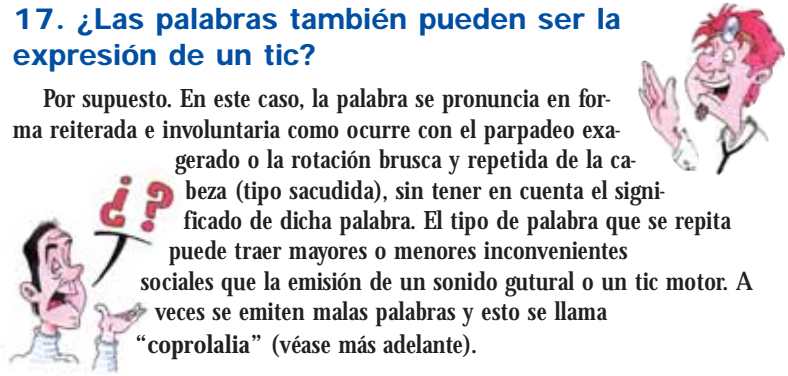 17. ¿Las palabras también pueden ser la
expresión de un tic?
Por supuesto. En este caso, la palabra se pronuncia en for-
ma reiterada e involuntaria como ocurre con el parpadeo exa-
gerado o la rotación brusca y repetida de la ca-
beza (tipo sacudida), sin tener en cuenta el signi-
ficado de dicha palabra. El tipo de palabra que se repita
puede traer mayores o menores inconvenientes
sociales que la emisión de un sonido gutural o un tic motor. A
veces se emiten malas palabras y esto se llama
“coprolalia” (véase más adelante).
¿?